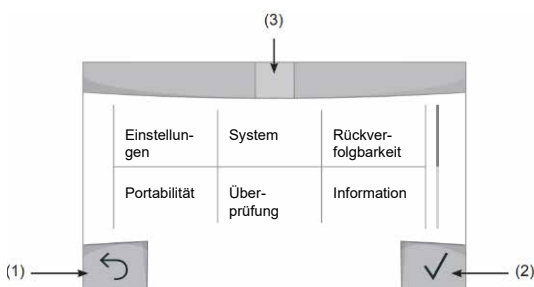 (3)
Einstellun- System Rückver-
gen folgbarkeit
Portabilität Über- Information
prüfung
(1) (2)